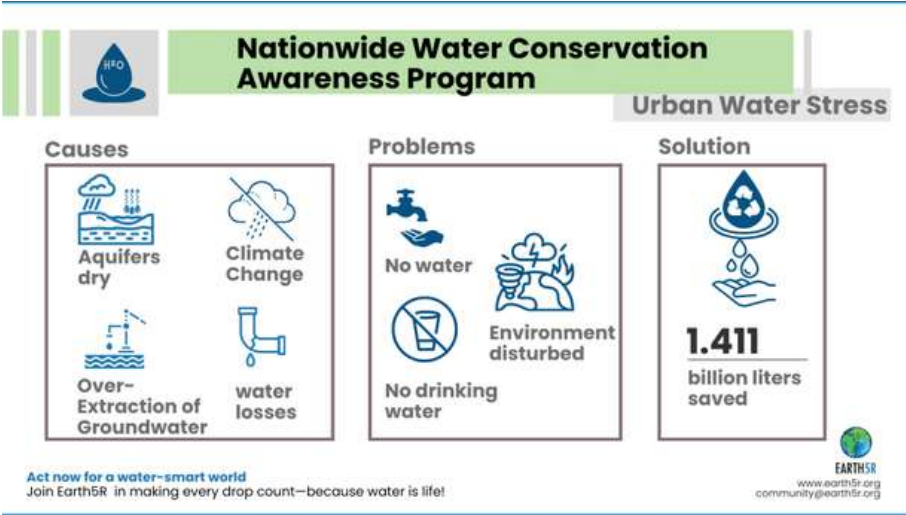 H²O
Nationwide Water Conservation
Awareness Program
Urban Water Stress
Causes
Aquifers
dry
Climate
Change
Over-
Extraction of
Groundwater
water
losses
Problems
No water
Environment
disturbed
No drinking
water
Solution
1.411
billion liters
saved
Act now for a water-smart world
Join Earth5R in making every drop count—because water is life!
EARTH5R
www.earth5r.org
community@earth5r.org